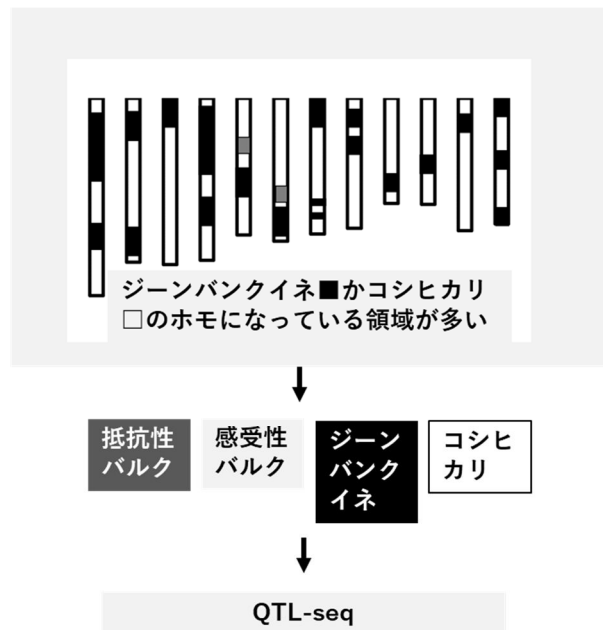 ジーンバンクイネ■かコシヒカリ
□のホモになっている領域が多い
抵抗性
バルク
感受性
バルク
ジーン
バンク
イネ
コシヒ
カリ
QTL-seq